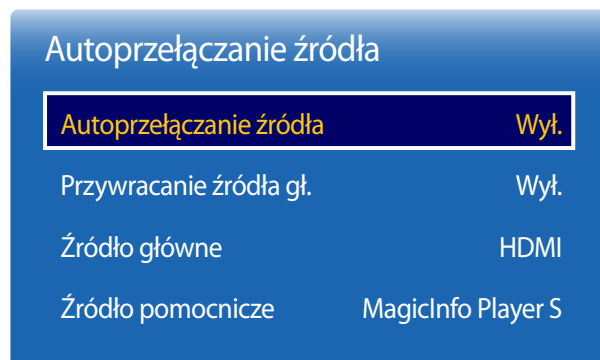 Autoprzełączanie źródła
Autoprzełączanie źródła Wył.
Przywracanie źródła gł. Wył.
Źródło główne HDMI
Źródło pomocnicze MagicInfo Player S